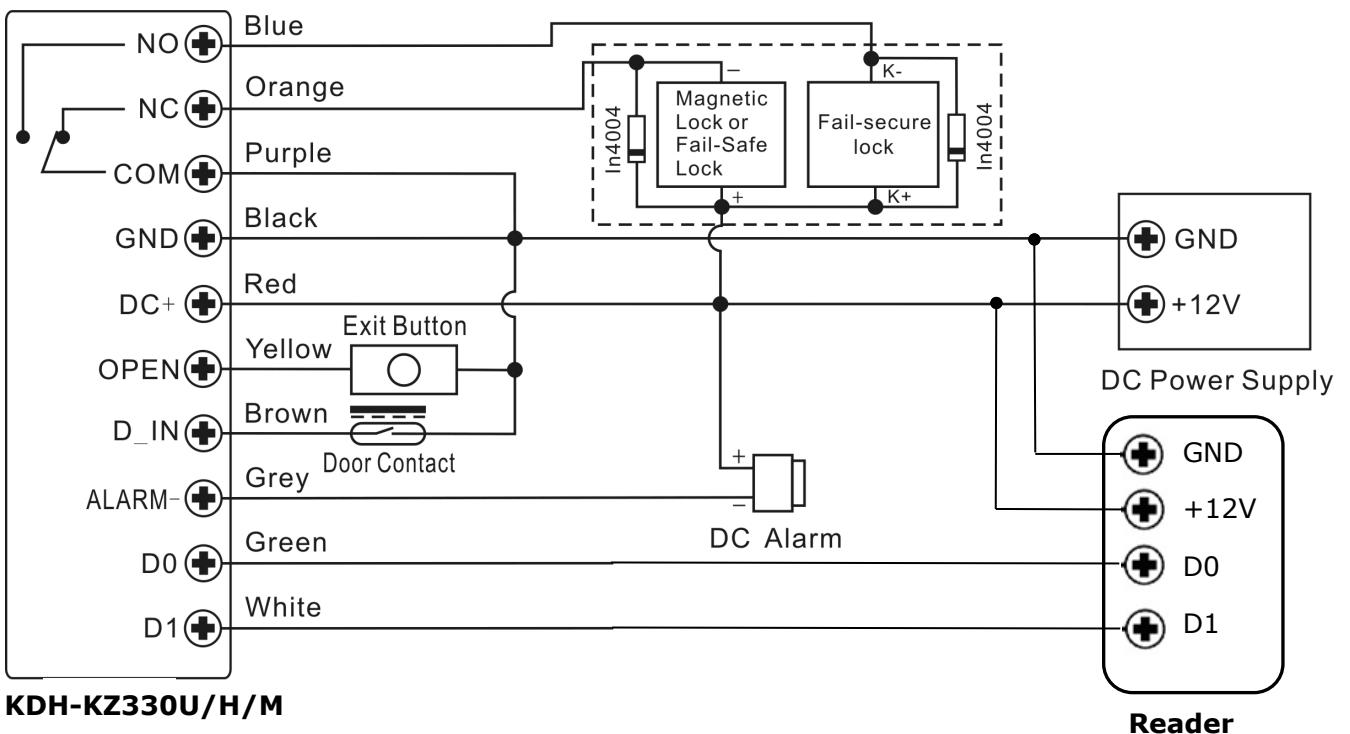 NO
Blue
NC
Orange
COM
Purple
GND
Black
DC+
Red
OPEN
Yellow
Exit Button
D_IN
Brown
Door Contact
ALARM-
Grey
D0
Green
D1
White
In4004
−
Magnetic
Lock or
Fail-Safe
Lock
+
K-
Fail-secure
lock
K+
In4004
GND
+12V
DC Power Supply
+
−
DC Alarm
GND
+12V
D0
D1
KDH-KZ330U/H/M
Reader